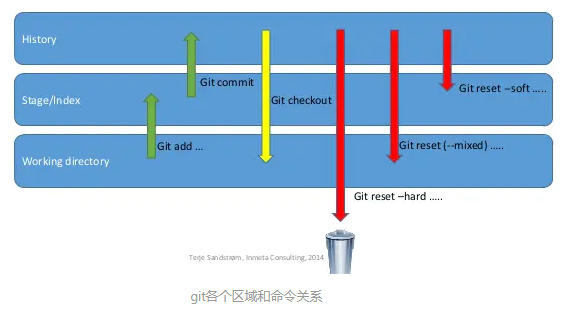 History
Git commit
Git reset –soft …..
Stage/Index
Git checkout
Git add …
Git reset (--mixed) …..
Working directory
Git reset –hard …..
Terje Sandstrøm, Inmeta Consulting, 2014
git各个区域和命令关系